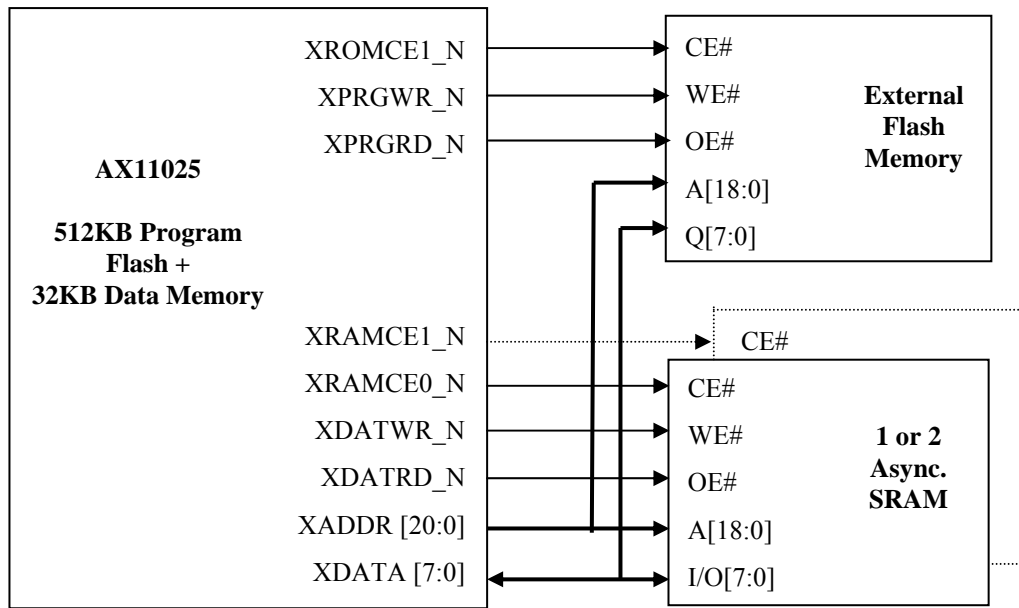 XROMCE1_N
XPRGWR_N
XPRGRD_N
AX11025
512KB Program
Flash +
32KB Data Memory
XRAMCE1_N
XRAMCE0_N
XDATWR_N
XDATRD_N
XADDR [20:0]
XDATA [7:0]
CE#
WE#
OE#
A[18:0]
Q[7:0]
External
Flash
Memory
CE#
CE#
WE#
OE#
A[18:0]
I/O[7:0]
1 or 2
Async.
SRAM